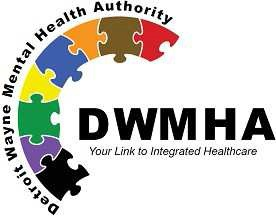 Detroit Wayne Mental Health Authority
DWMHA
Your Link to Integrated Healthcare